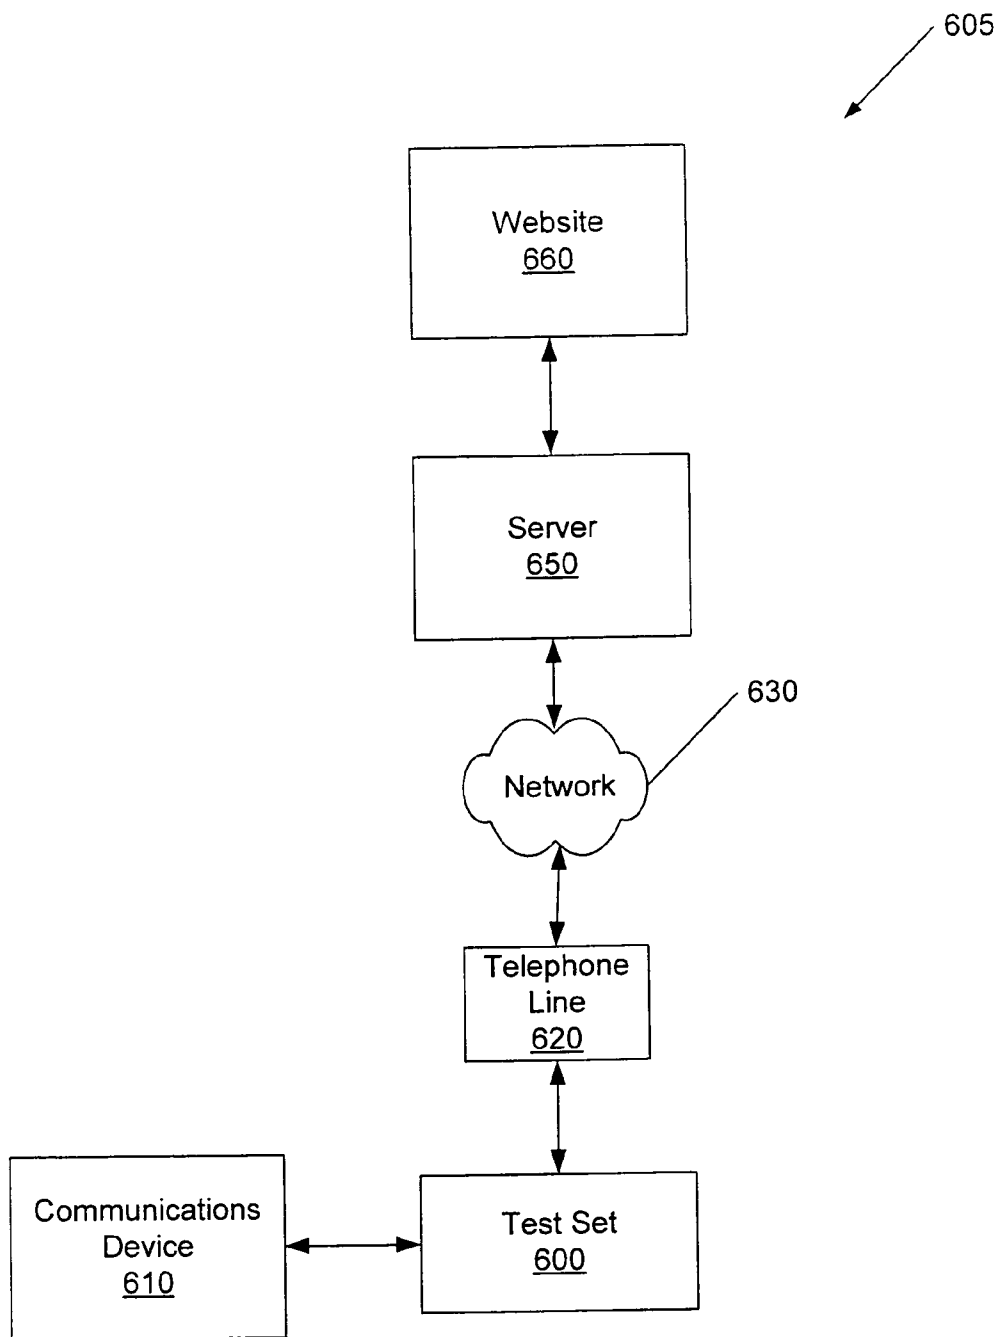 605
Website
660
Server
650
630
Network
Telephone
Line
620
Communications
Device
610
Test Set
600